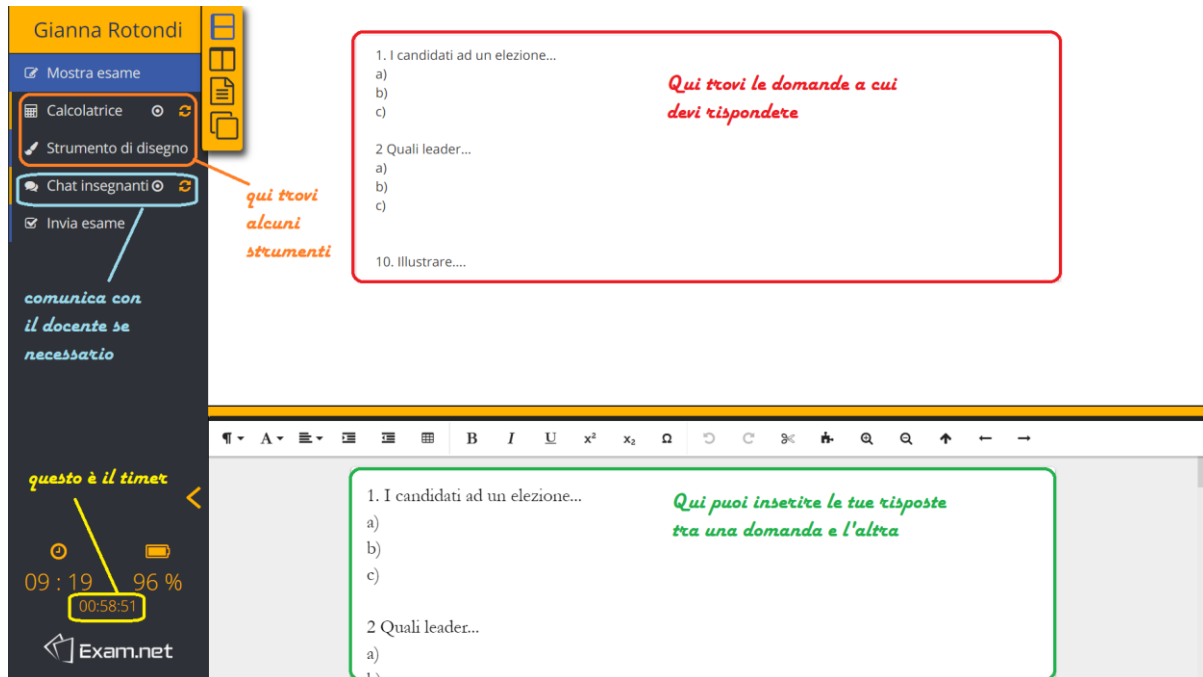 Gianna Rotondi
Mostra esame
Calcolatrice
Strumento di disegno
Chat insegnanti
Invia esame
comunica con
il docente se
necessario
qui trovi
alcuni
strumenti
questo è il timer
09 : 19 96 %
00:58:51
Exam.net
1. I candidati ad un elezione...
a)
b)
c)
2 Quali leader...
a)
b)
c)
10. Illustrare....
Qui trovi le domande a cui
devi rispondere
¶ A B I U x² x₂ Ω
1. I candidati ad un elezione...
a)
b)
c)
2 Quali leader...
a)
Qui puoi inserire le tue risposte
tra una domanda e l'altra